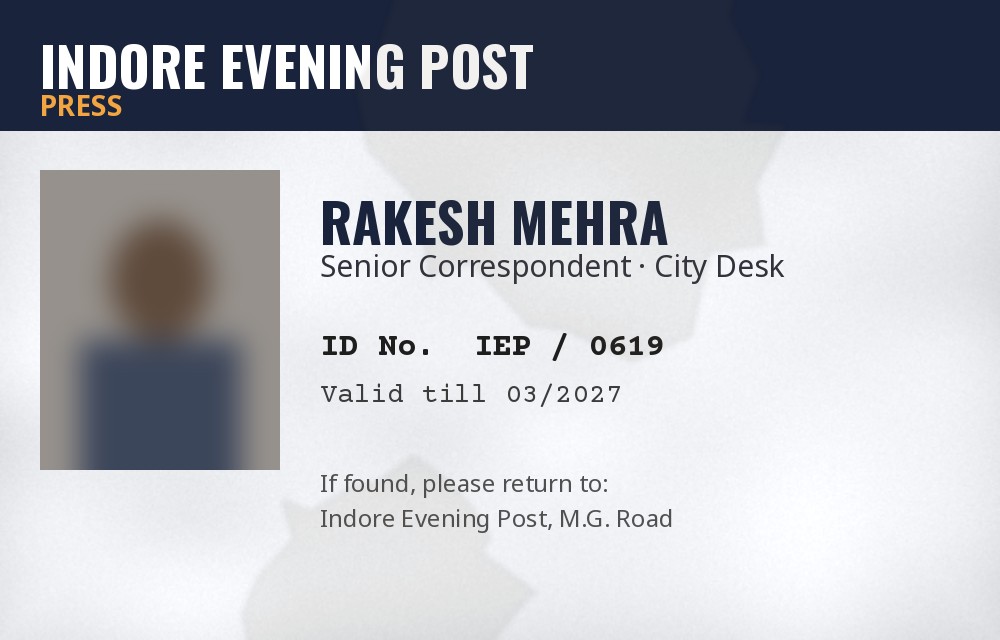 INDORE EVENING POST
PRESS
RAKESH MEHRA
Senior Correspondent · City Desk
ID No. IEP / 0619
Valid till 03/2027
If found, please return to:
Indore Evening Post, M.G. Road